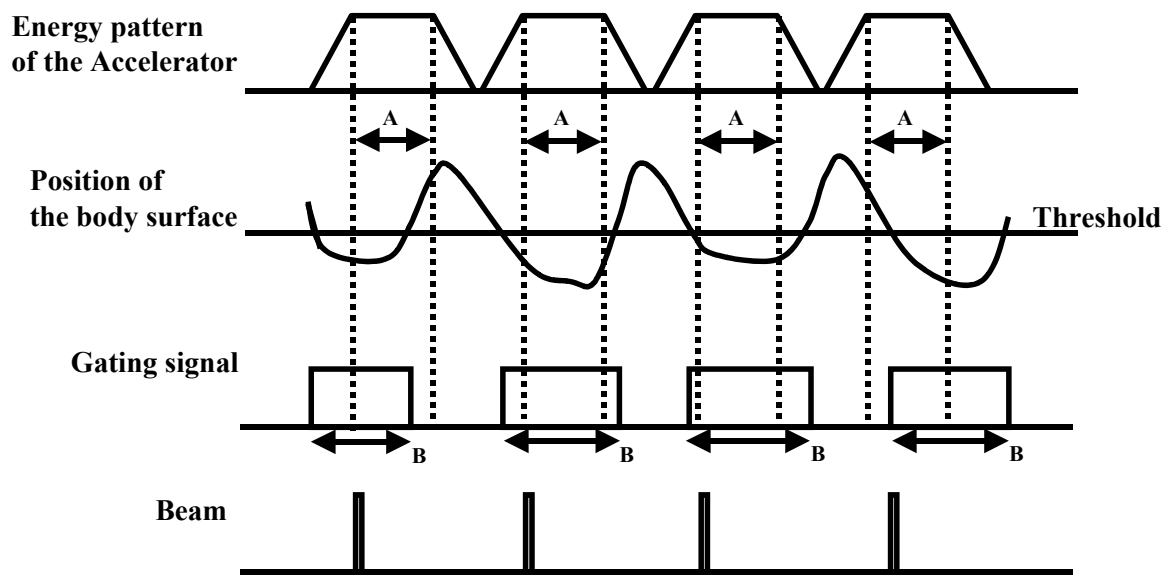 Energy pattern
of the Accelerator
A A A A
Position of
the body surface
Threshold
Gating signal
B B B B
Beam